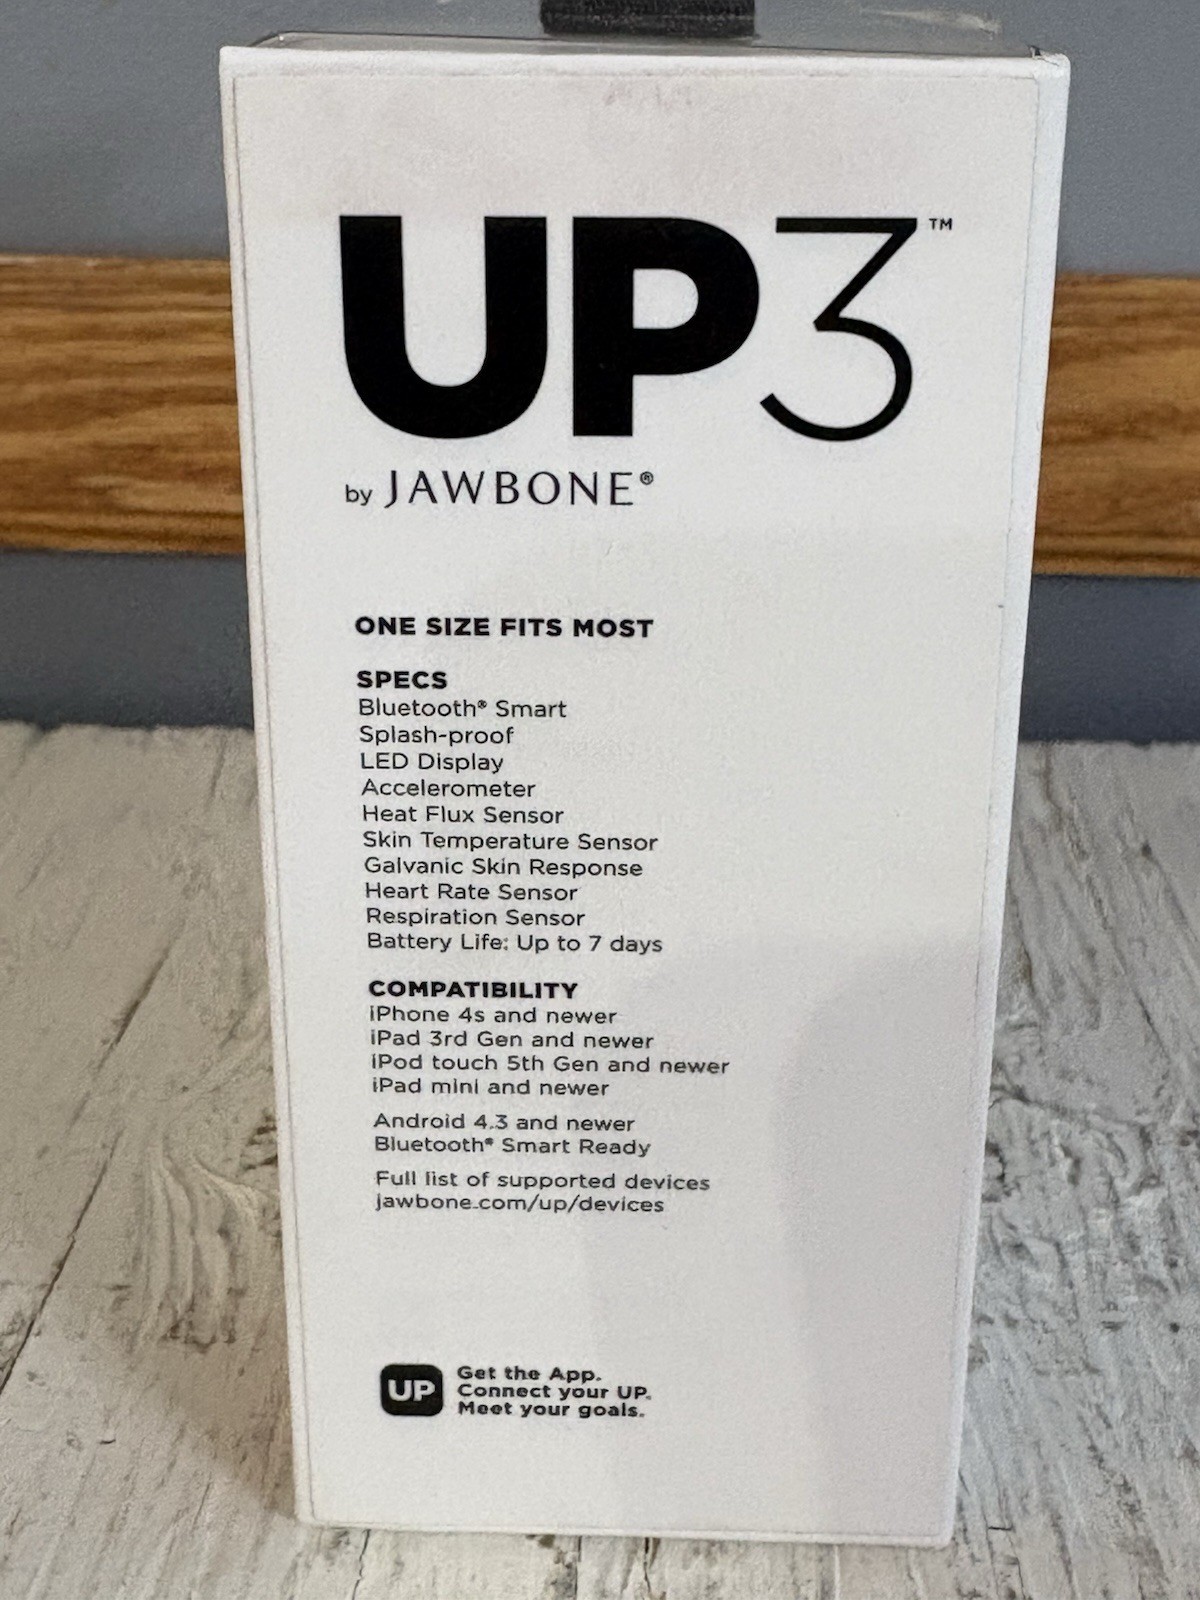 UP3™
by JAWBONE®
ONE SIZE FITS MOST
SPECS
Bluetooth® Smart
Splash-proof
LED Display
Accelerometer
Heat Flux Sensor
Skin Temperature Sensor
Galvanic Skin Response
Heart Rate Sensor
Respiration Sensor
Battery Life: Up to 7 days
COMPATIBILITY
iPhone 4s and newer
iPad 3rd Gen and newer
iPod touch 5th Gen and newer
iPad mini and newer
Android 4.3 and newer
Bluetooth® Smart Ready
Full list of supported devices
jawbone.com/up/devices
UP
Get the App.
Connect your UP.
Meet your goals.